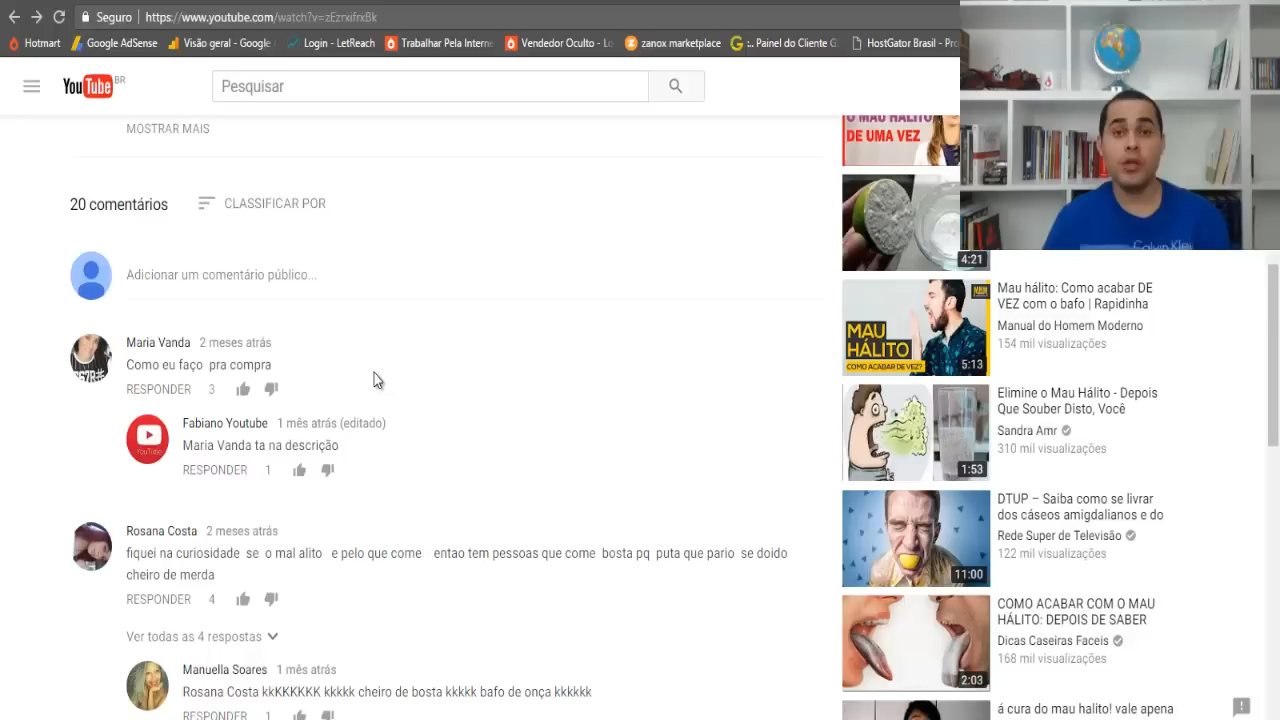 Seguro | https://www.youtube.com/watch?v=zEzrxifrxBk
Hotmart
Google AdSense
Visão geral - Google
Login - LetReach
Trabalhar Pela Interne
Vendedor Oculto - Lo
zanox marketplace
G :.. Painel do Cliente G
HostGator Brasil - Pro
YouTube BR
Pesquisar
MOSTRAR MAIS
20 comentários
CLASSIFICAR POR
Adicionar um comentário público...
Maria Vanda 2 meses atrás
Como eu faço pra compra
RESPONDER 3
Fabiano Youtube 1 mês atrás (editado)
Maria Vanda ta na descrição
RESPONDER 1
Rosana Costa 2 meses atrás
fiquei na curiosidade se o mal alito e pelo que come entao tem pessoas que come bosta pq puta que pario se doido
cheiro de merda
RESPONDER 4
Ver todas as 4 respostas
Manuella Soares 1 mês atrás
Rosana Costa kkKKKKKK kkkkk cheiro de bosta kkkkk bafo de onça kkkkkk
RESPONDER 1
O MAU HÁLITO
DE UMA VEZ
4:21
MAU
HÁLITO
COMO ACABAR DE VEZ?
5:13
Mau hálito: Como acabar DE
VEZ com o bafo | Rapidinha
Manual do Homem Moderno
154 mil visualizações
1:53
Elimine o Mau Hálito - Depois
Que Souber Disto, Você
Sandra Amr
310 mil visualizações
11:00
DTUP – Saiba como se livrar
dos cáseos amigdalianos e do
Rede Super de Televisão
122 mil visualizações
2:03
COMO ACABAR COM O MAU
HÁLITO: DEPOIS DE SABER
Dicas Caseiras Faceis
168 mil visualizações
á cura do mau halito! vale apena
Calvin Klei
YouTube